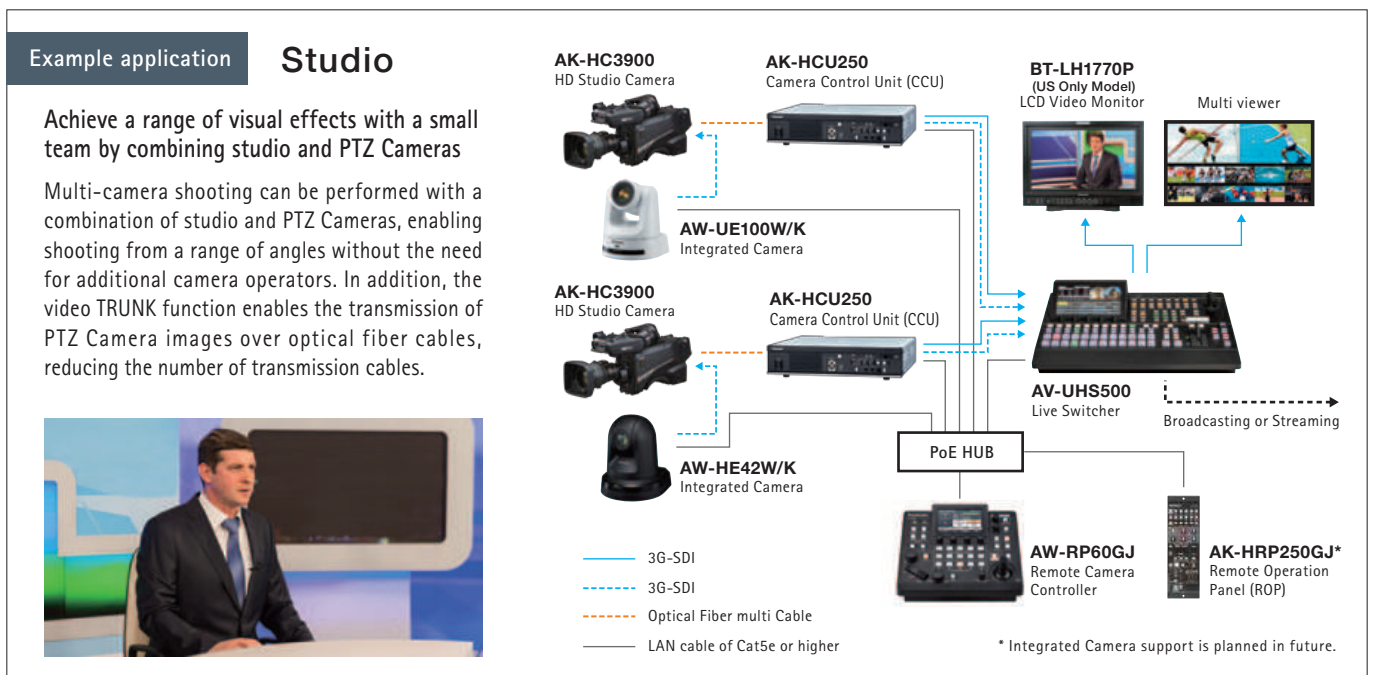 Example application
Studio
Achieve a range of visual effects with a small
team by combining studio and PTZ Cameras
Multi-camera shooting can be performed with a
combination of studio and PTZ Cameras, enabling
shooting from a range of angles without the need
for additional camera operators. In addition, the
video TRUNK function enables the transmission of
PTZ Camera images over optical fiber cables,
reducing the number of transmission cables.
AK-HC3900
HD Studio Camera
AK-HCU250
Camera Control Unit (CCU)
BT-LH1770P
(US Only Model)
LCD Video Monitor
Multi viewer
AW-UE100W/K
Integrated Camera
AK-HC3900
HD Studio Camera
AK-HCU250
Camera Control Unit (CCU)
AV-UHS500
Live Switcher
Broadcasting or Streaming
PoE HUB
AW-HE42W/K
Integrated Camera
AW-RP60GJ
Remote Camera
Controller
AK-HRP250GJ*
Remote Operation
Panel (ROP)
3G-SDI
3G-SDI
Optical Fiber multi Cable
LAN cable of Cat5e or higher
* Integrated Camera support is planned in future.